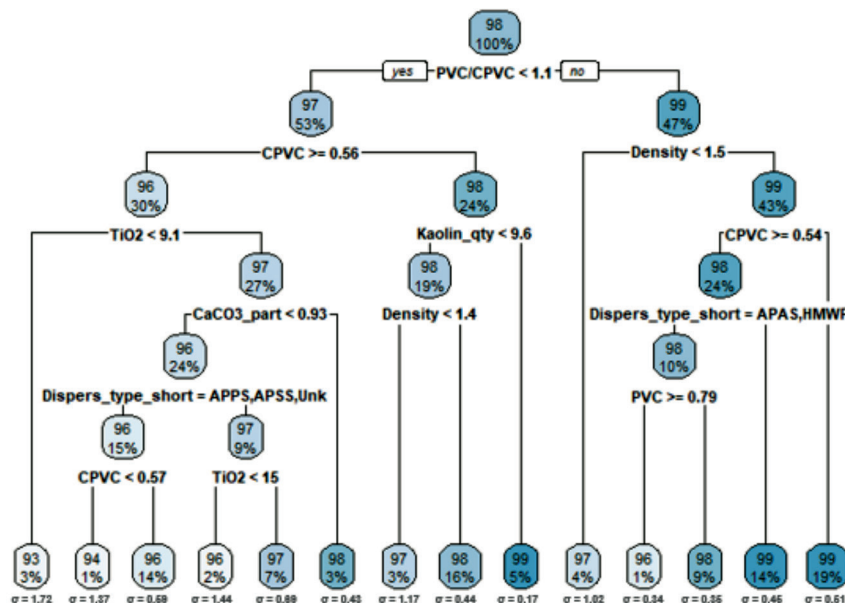 98
100%
yes PVC/CPVC < 1.1 no
97
53%
99
47%
CPVC >= 0.56
Density < 1.5
96
30%
98
24%
99
43%
TiO2 < 9.1
Kaolin_qty < 9.6
CPVC >= 0.54
97
27%
98
19%
98
24%
CaCO3_part < 0.93
Density < 1.4
Dispers_type_short = APAS,HMWP
96
24%
98
10%
Dispers_type_short = APPS,APSS,Unk
PVC >= 0.79
96
15%
97
9%
CPVC < 0.57
TiO2 < 15
93 94 96 96 97 98 97 98 99 97 96 98 99 99
3% 1% 14% 2% 7% 3% 3% 16% 5% 4% 1% 9% 14% 19%
σ = 1.72 σ = 1.37 σ = 0.59 σ = 1.44 σ = 0.69 σ = 0.43 σ = 1.17 σ = 0.44 σ = 0.17 σ = 1.02 σ = 0.34 σ = 0.35 σ = 0.45 σ = 0.51